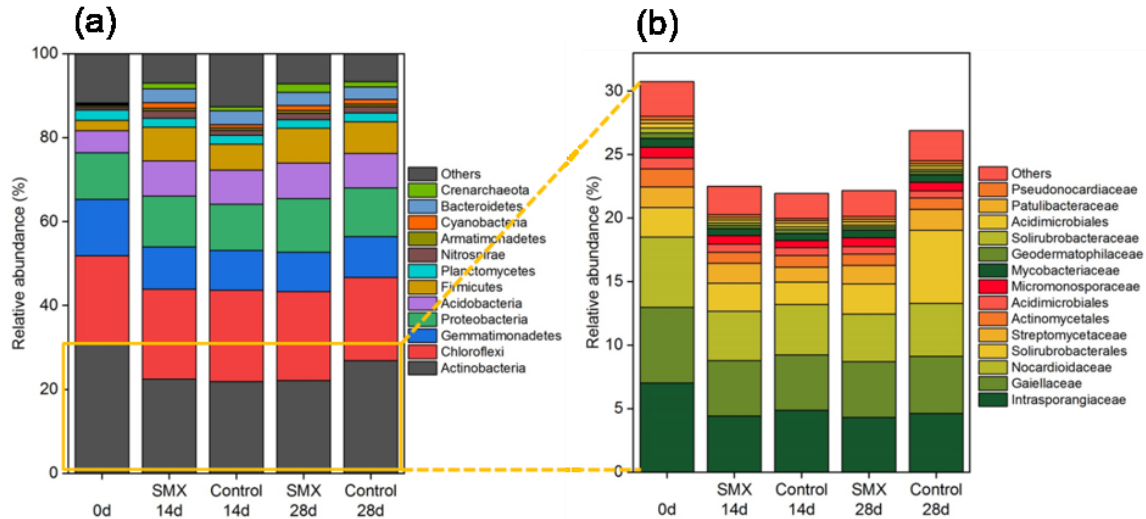 (a)
Relative abundance (%)
100
80
60
40
20
0
0d
SMX
14d
Control
14d
SMX
28d
Control
28d
Others
Crenarchaeota
Bacteroidetes
Cyanobacteria
Armatimonadetes
Nitrospirae
Planctomycetes
Firmicutes
Acidobacteria
Proteobacteria
Gemmatimonadetes
Chloroflexi
Actinobacteria
(b)
Relative abundance (%)
30
25
20
15
10
5
0
0d
SMX
14d
Control
14d
SMX
28d
Control
28d
Others
Pseudonocardiaceae
Patulibacteraceae
Acidimicrobiales
Solirubrobacteraceae
Geodermatophilaceae
Mycobacteriaceae
Micromonosporaceae
Acidimicrobiales
Actinomycetales
Streptomycetaceae
Solirubrobacterales
Nocardioidaceae
Gaiellaceae
Intrasporangiaceae